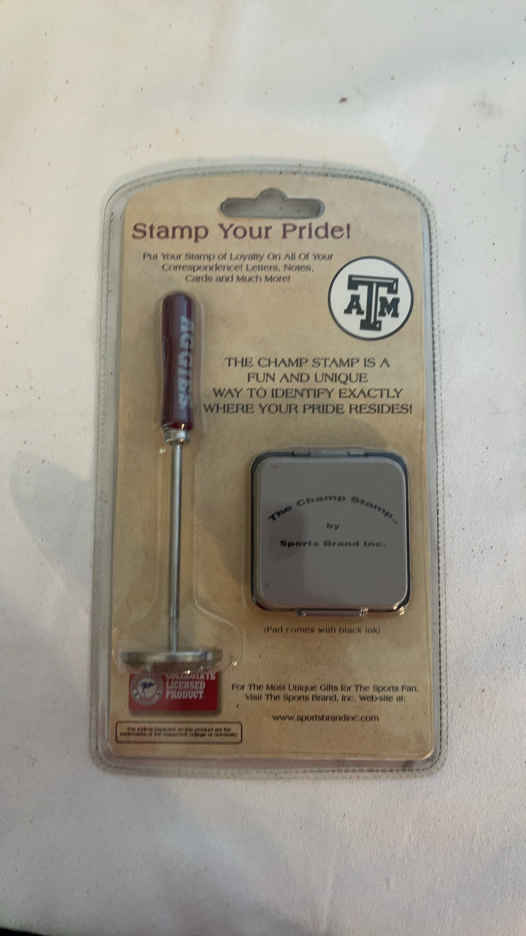 Stamp Your Pride!
Put Your Stamp of Loyalty On All Of Your
Correspondence! Letters, Notes,
Cards and Much More!
ATM
AGGIES
THE CHAMP STAMP IS A
FUN AND UNIQUE
WAY TO IDENTIFY EXACTLY
WHERE YOUR PRIDE RESIDES!
The Champ Stamp
by
Sports Brand Inc.
(Pad comes with black ink)
COLLEGIATE
LICENSED
PRODUCT
For The Most Unique Gifts for The Sports Fan,
Visit The Sports Brand, Inc. Web-site at:
www.sportsbrandinc.com